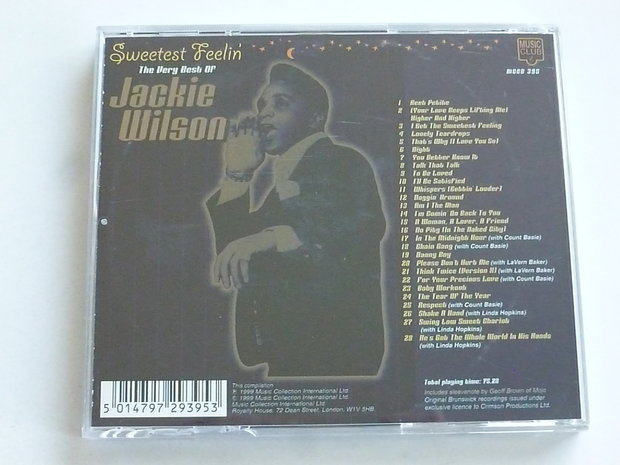 Sweetest Feelin'
The Very Best Of
Jackie
Wilson
MUSIC
CLUB
MCCD 390
1 Reet Petite
2 (Your Love Keeps Lifting Me)
Higher And Higher
3 I Get The Sweetest Feeling
4 Lonely Teardrops
5 That's Why (I Love You So)
6 Night
7 You Better Know It
8 Talk That Talk
9 To Be Loved
10 I'll Be Satisfied
11 Whispers (Gettin' Louder)
12 Doggin' Around
13 Am I The Man
14 I'm Comin' On Back To You
15 A Woman, A Lover, A Friend
16 No Pity (In The Naked City)
17 In The Midnight Hour (with Count Basie)
18 Chain Gang (with Count Basie)
19 Danny Boy
20 Please Don't Hurt Me (with LaVern Baker)
21 Think Twice (Version X) (with LaVern Baker)
22 For Your Precious Love (with Count Basie)
23 Baby Workout
24 The Tear Of The Year
25 Respect (with Count Basie)
26 Shake A Hand (with Linda Hopkins)
27 Swing Low Sweet Chariot
(with Linda Hopkins)
28 He's Got The Whole World In His Hands
(with Linda Hopkins)
Total playing time: 75.28
Includes sleevenote by Geoff Brown of Mojo
Original Brunswick recordings issued under
exclusive licence to Crimson Productions Ltd.
This compilation
℗ 1999 Music Collection International Ltd.
© 1999 Music Collection International Ltd.
Music Collection International Ltd.
Royalty House, 72 Dean Street, London, W1V 5HB.
5 014797 293953